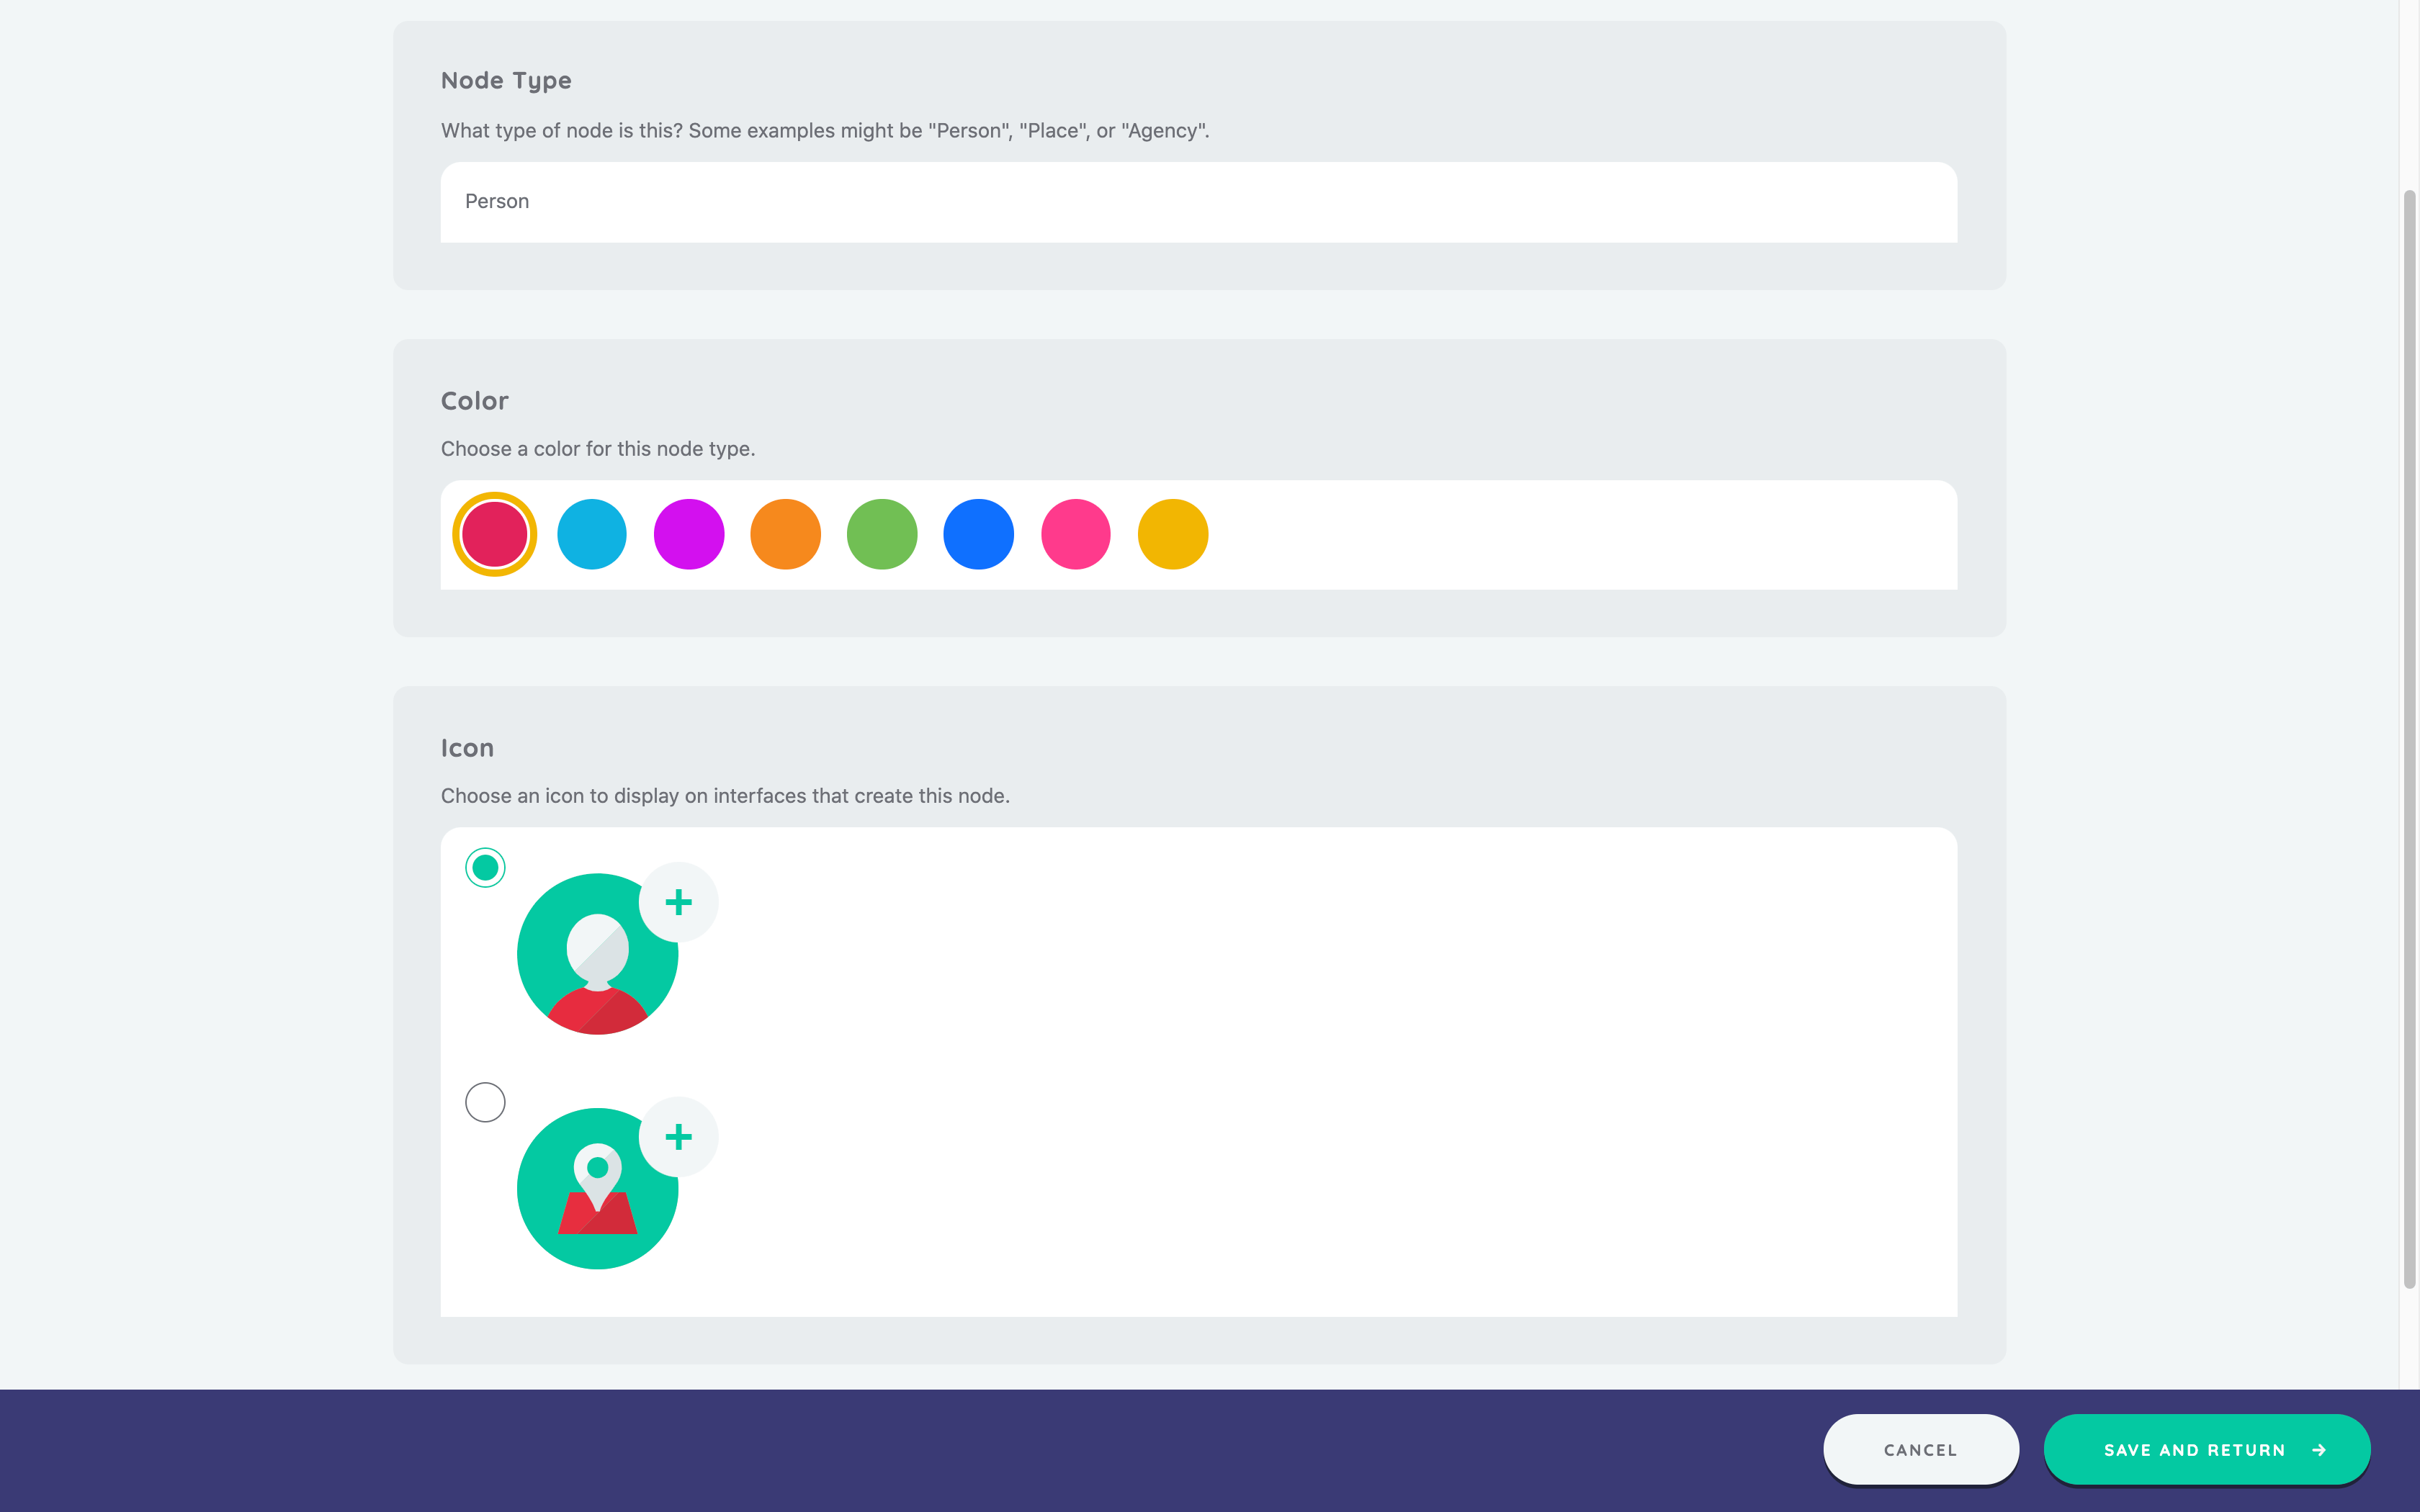 Node Type
What type of node is this? Some examples might be "Person", "Place", or "Agency".
Person
Color
Choose a color for this node type.
Icon
Choose an icon to display on interfaces that create this node.
CANCEL
SAVE AND RETURN